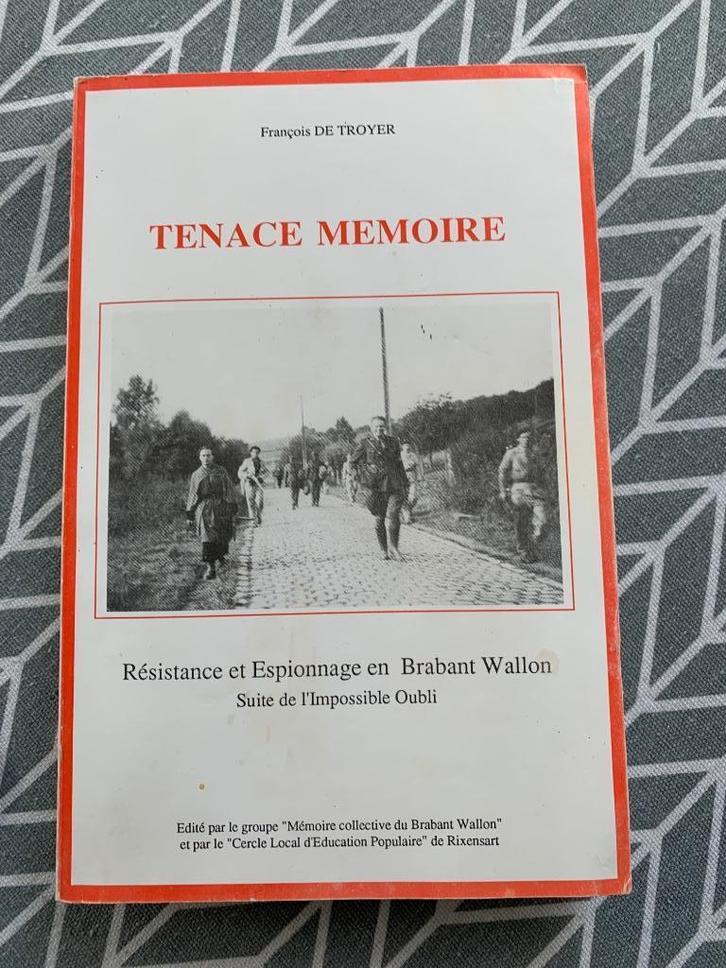 François DE TROYER
TENACE MEMOIRE
Résistance et Espionnage en Brabant Wallon
Suite de l'Impossible Oubli
Edité par le groupe "Mémoire collective du Brabant Wallon"
et par le "Cercle Local d'Education Populaire" de Rixensart